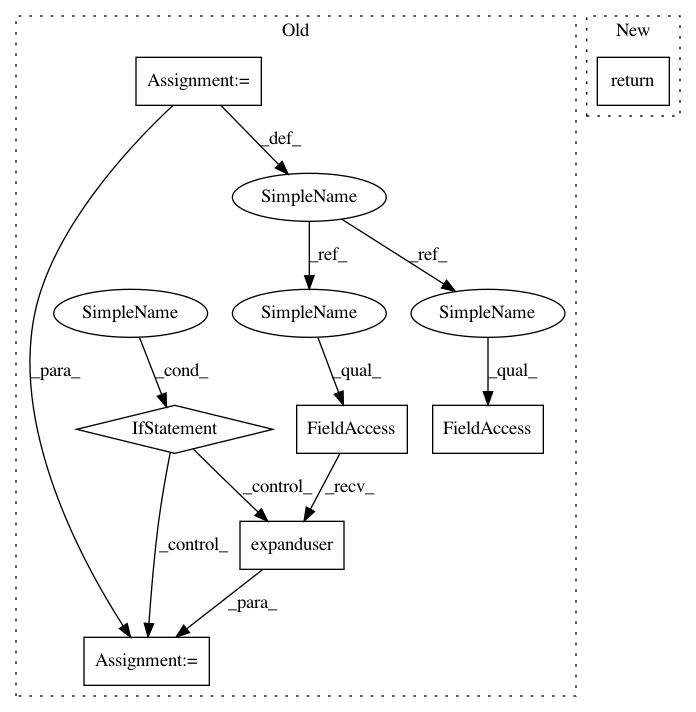 Old
New
Assignment:=
return
_def_
SimpleName
_ref_
_ref_
SimpleName
SimpleName
SimpleName
_para_
_cond_
_qual_
_qual_
IfStatement
FieldAccess
FieldAccess
_control_
_recv_
_control_
expanduser
_para_
Assignment:=